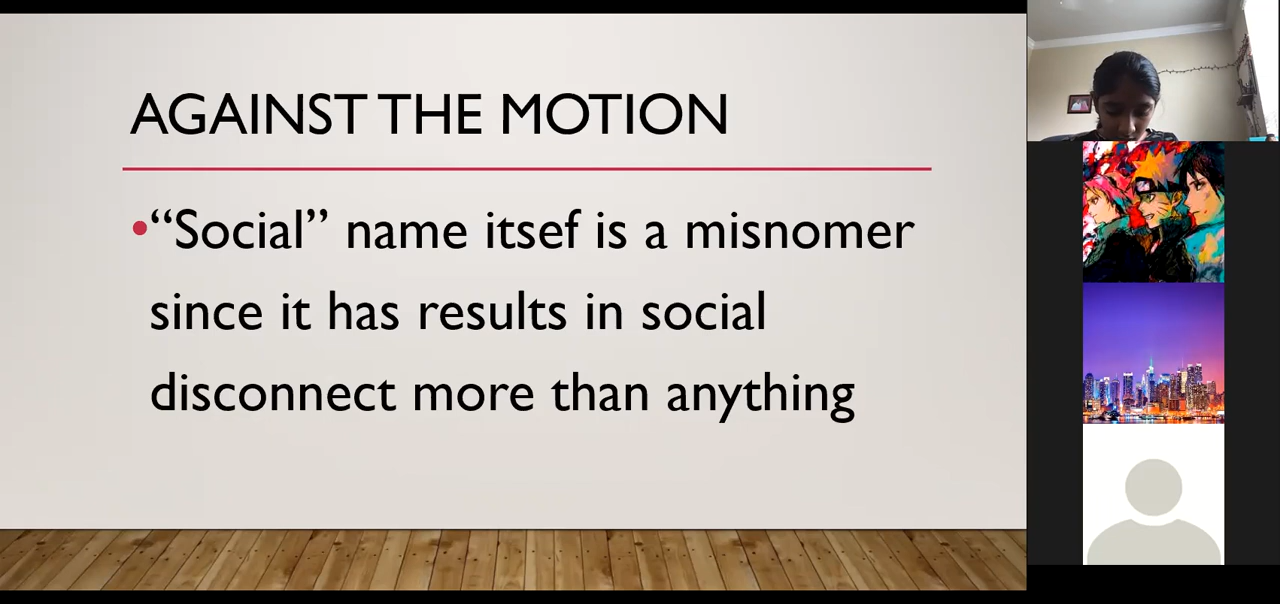 AGAINST THE MOTION
•“Social” name itsef is a misnomer
since it has results in social
disconnect more than anything